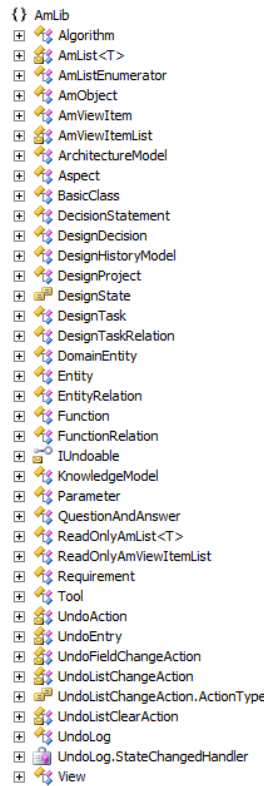 {} AmLib
Algorithm
AmList<T>
AmListEnumerator
AmObject
AmViewItem
AmViewItemList
ArchitectureModel
Aspect
BasicClass
DecisionStatement
DesignDecision
DesignHistoryModel
DesignProject
DesignState
DesignTask
DesignTaskRelation
DomainEntity
Entity
EntityRelation
Function
FunctionRelation
IUndoable
KnowledgeModel
Parameter
QuestionAndAnswer
ReadOnlyAmList<T>
ReadOnlyAmViewItemList
Requirement
Tool
UndoAction
UndoEntry
UndoFieldChangeAction
UndoListChangeAction
UndoListChangeAction.ActionType
UndoListClearAction
UndoLog
UndoLog.StateChangedHandler
View